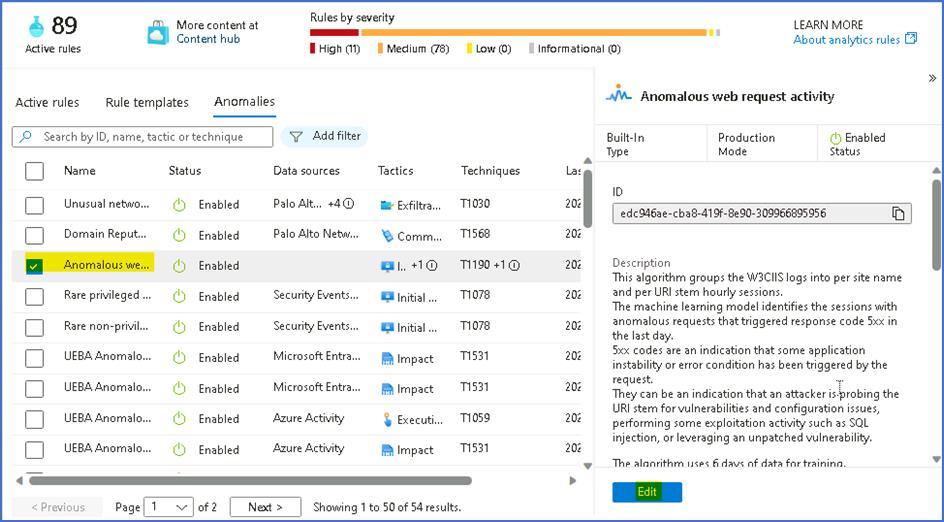 89
Active rules
More content at
Content hub
Rules by severity
High (11) Medium (78) Low (0) Informational (0)
LEARN MORE
About analytics rules
Active rules Rule templates Anomalies
Search by ID, name, tactic or technique Add filter
Name Status Data sources Tactics Techniques Las
Unusual netwo... Enabled Palo Alt... +4 Exfiltra... T1030 202
Domain Reput... Enabled Palo Alto Netw... Comm... T1568 202
Anomalous we... Enabled I.. +1 T1190 +1 202
Rare privileged ... Enabled Security Events... Initial ... T1078 202
Rare non-privil... Enabled Security Events... Initial ... T1078 202
UEBA Anomalo... Enabled Microsoft Entra... Impact T1531 202
UEBA Anomalo... Enabled Microsoft Entra... Impact T1531 202
UEBA Anomalo... Enabled Azure Activity Executi... T1059 202
UEBA Anomalo... Enabled Azure Activity Impact T1531 202
< Previous Page 1 of 2 Next > Showing 1 to 50 of 54 results.
»
Anomalous web request activity
Built-In Production Enabled
Type Mode Status
ID
edc946ae-cba8-419f-8e90-309966895956
Description
This algorithm groups the W3CIIS logs into per site name
and per URI stem hourly sessions.
The machine learning model identifies the sessions with
anomalous requests that triggered response code 5xx in
the last day.
5xx codes are an indication that some application
instability or error condition has been triggered by the
request.
They can be an indication that an attacker is probing the
URI stem for vulnerabilities and configuration issues,
performing some exploitation activity such as SQL
injection, or leveraging an unpatched vulnerability.
The algorithm uses 6 days of data for training.
Edit